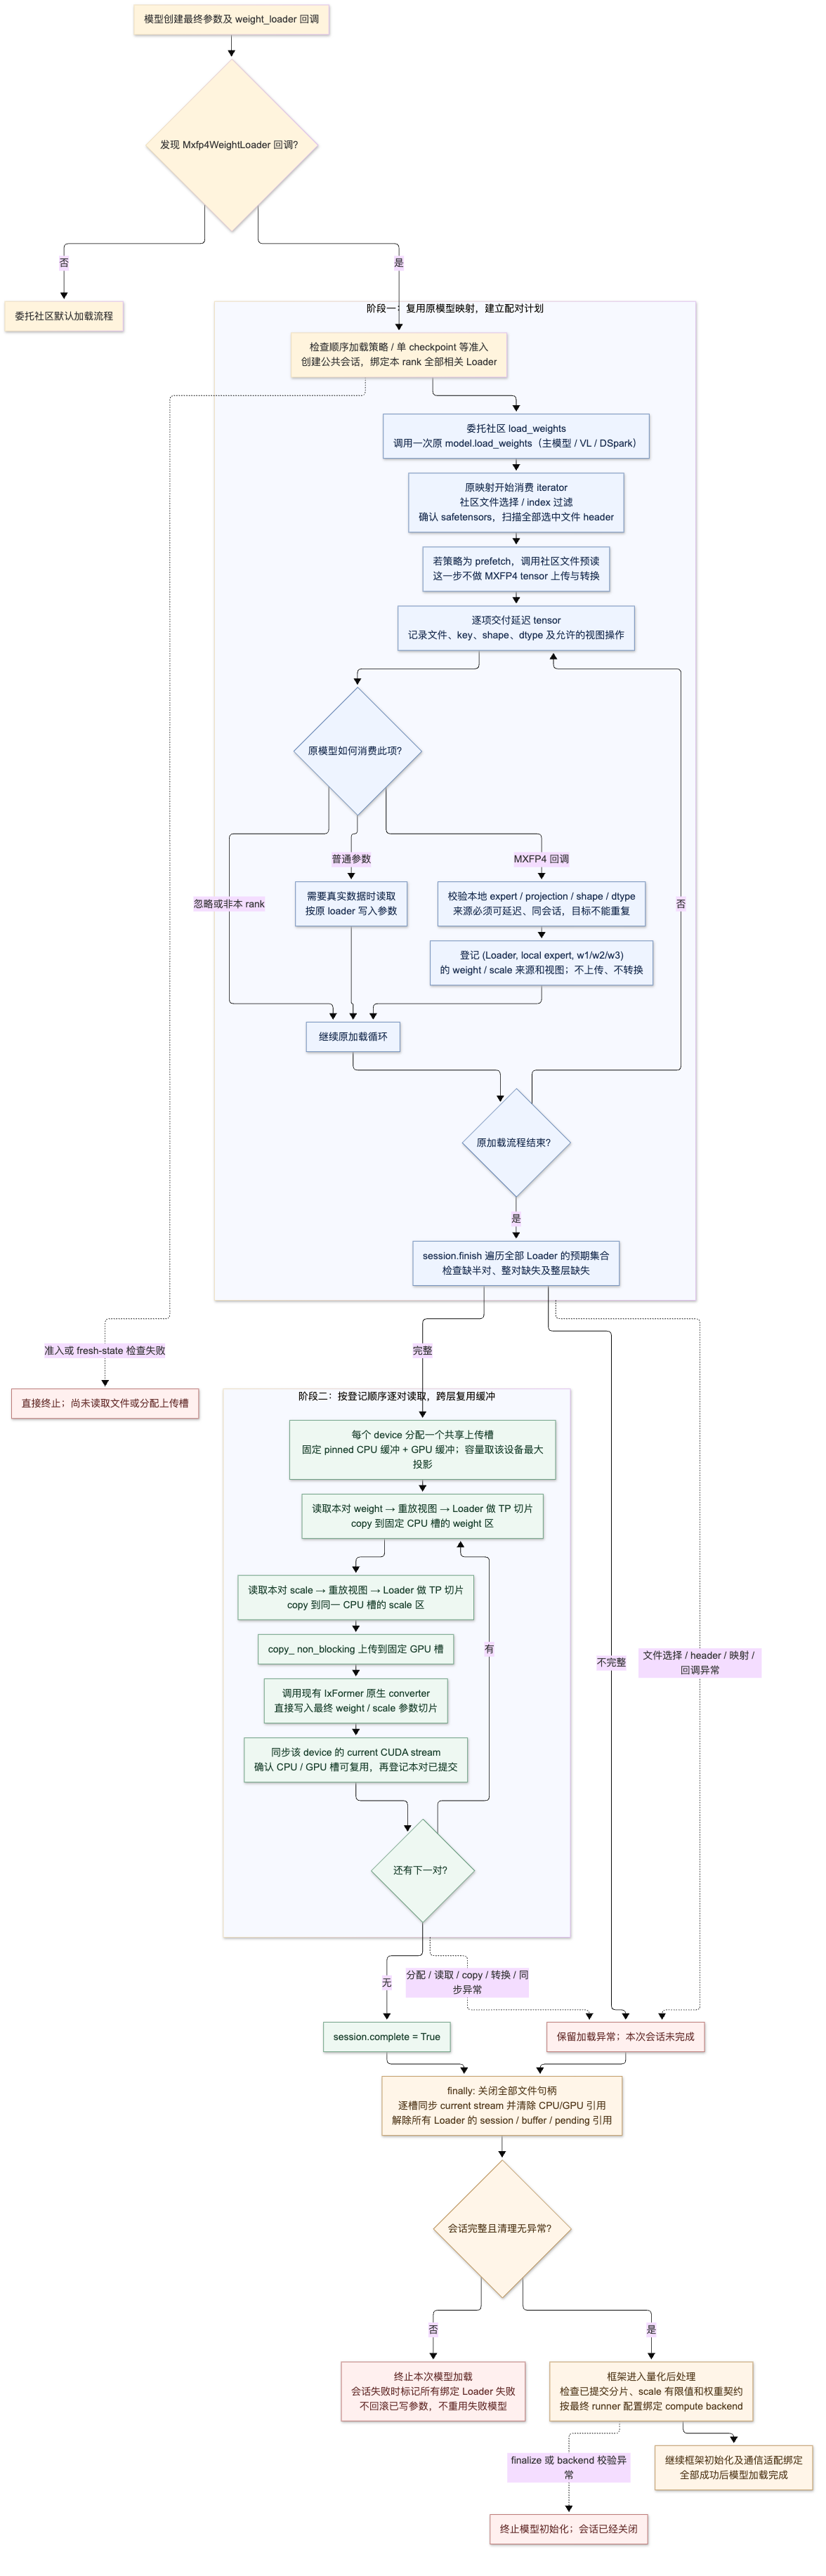 模型创建最终参数及 weight_loader 回调
发现 Mxfp4WeightLoader 回调?
否
是
委托社区默认加载流程
阶段一：复用原模型映射，建立配对计划
检查顺序加载策略 / 单 checkpoint 等准入
创建公共会话，绑定本 rank 全部相关 Loader
委托社区 load_weights
调用一次原 model.load_weights（主模型 / VL / DSpark）
原映射开始消费 iterator
社区文件选择 / index 过滤
确认 safetensors，扫描全部选中文件 header
若策略为 prefetch，调用社区文件预读
这一步不做 MXFP4 tensor 上传与转换
逐项交付延迟 tensor
记录文件、key、shape、dtype 及允许的视图操作
原模型如何消费此项?
普通参数
MXFP4 回调
忽略或非本 rank
否
需要真实数据时读取
按原 loader 写入参数
校验本地 expert / projection / shape / dtype
来源必须可延迟、同会话，目标不能重复
登记 (Loader, local expert, w1/w2/w3)
的 weight / scale 来源和视图；不上传、不转换
继续原加载循环
原加载流程结束?
是
session.finish 遍历全部 Loader 的预期集合
检查缺半对、整对缺失及整层缺失
准入或 fresh-state 检查失败
完整
直接终止；尚未读取文件或分配上传槽
阶段二：按登记顺序逐对读取，跨层复用缓冲
每个 device 分配一个共享上传槽
固定 pinned CPU 缓冲 + GPU 缓冲；容量取该设备最大
投影
读取本对 weight → 重放视图 → Loader 做 TP 切片
copy 到固定 CPU 槽的 weight 区
读取本对 scale → 重放视图 → Loader 做 TP 切片
copy 到同一 CPU 槽的 scale 区
copy_ non_blocking 上传到固定 GPU 槽
有
不完整
文件选择 / header / 映射 /
回调异常
调用现有 IxFormer 原生 converter
直接写入最终 weight / scale 参数切片
同步该 device 的 current CUDA stream
确认 CPU / GPU 槽可复用，再登记本对已提交
还有下一对?
无
分配 / 读取 / copy / 转换 / 同
步异常
session.complete = True
保留加载异常；本次会话未完成
finally: 关闭全部文件句柄
逐槽同步 current stream 并清除 CPU/GPU 引用
解除所有 Loader 的 session / buffer / pending 引用
会话完整且清理无异常?
否
是
终止本次模型加载
会话失败时标记所有绑定 Loader 失败
不回滚已写参数，不重用失败模型
框架进入量化后处理
检查已提交分片、scale 有限值和权重契约
按最终 runner 配置绑定 compute backend
finalize 或 backend 校验异
常
继续框架初始化及通信适配绑定
全部成功后模型加载完成
终止模型初始化；会话已经关闭